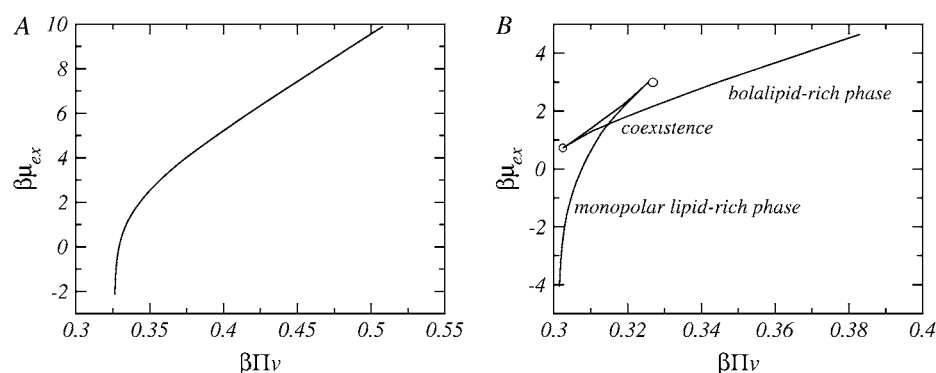 A
10
8
6
4
2
0
-2
βμex
0.3 0.35 0.4 0.45 0.5 0.55
βΠν
B
4
2
0
-2
-4
βμex
bolalipid-rich phase
coexistence
monopolar lipid-rich phase
0.3 0.32 0.34 0.36 0.38 0.4
βΠν